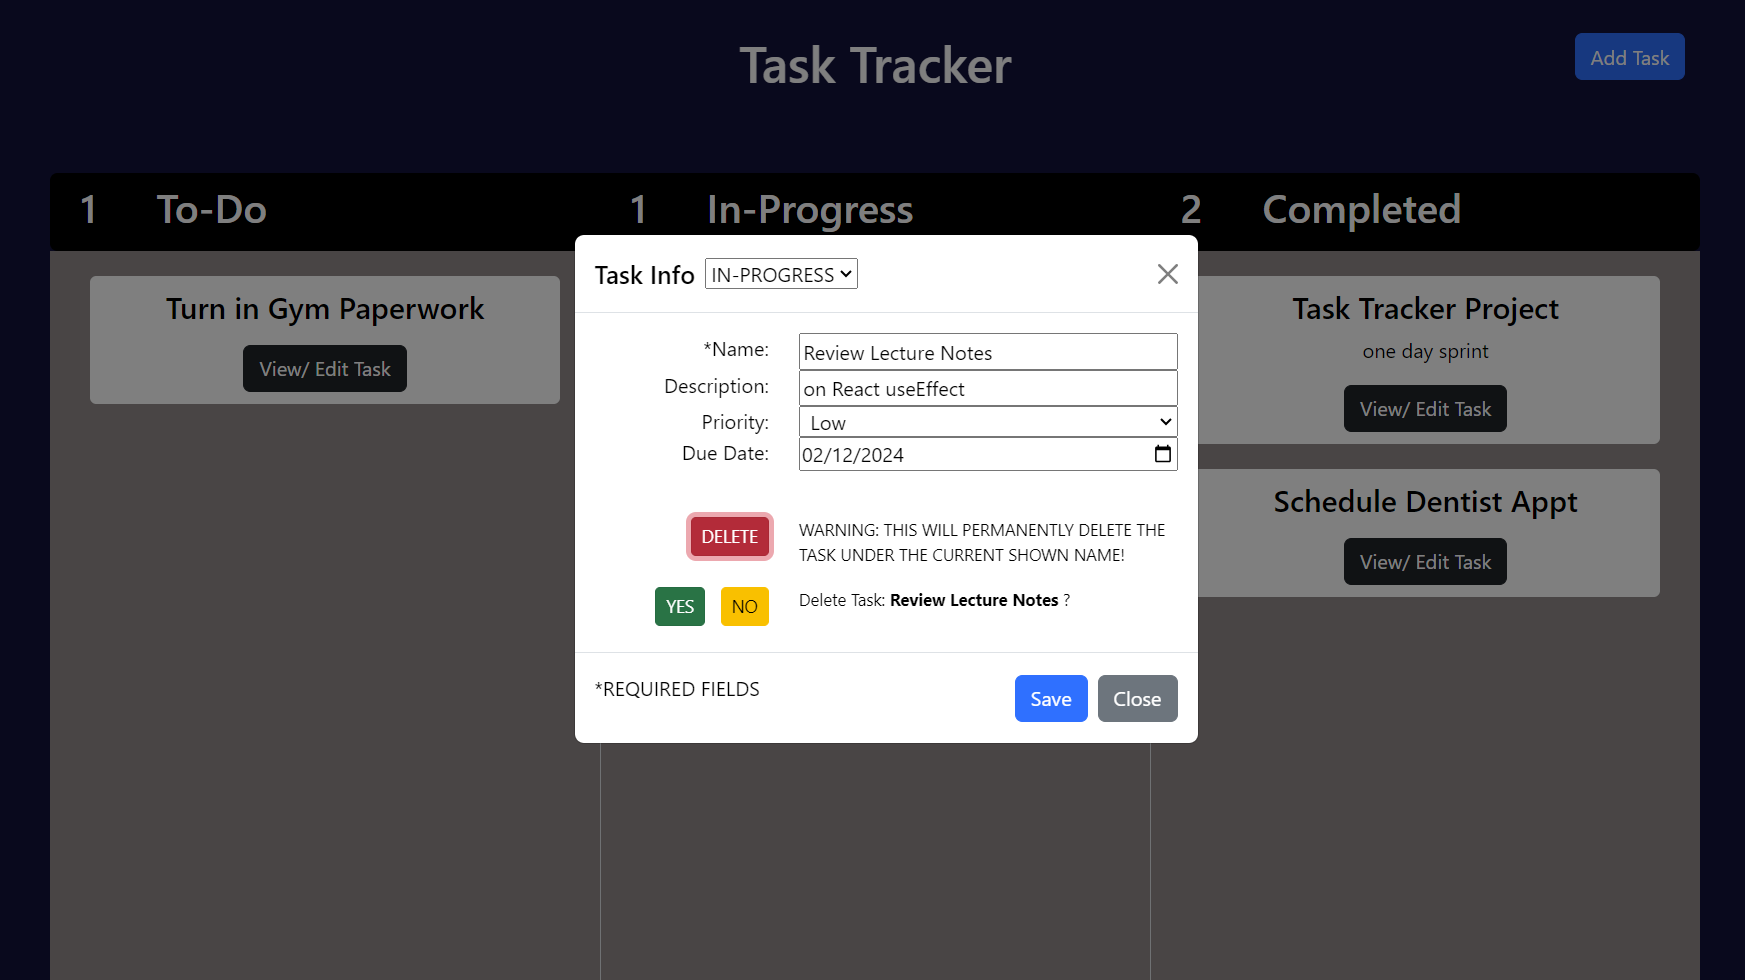 Task Tracker
Add Task
1 To-Do
1 In-Progress
2 Completed
Turn in Gym Paperwork
View/ Edit Task
Task Info IN-PROGRESS
*Name: Review Lecture Notes
Description: on React useEffect
Priority: Low
Due Date: 02/12/2024
DELETE
WARNING: THIS WILL PERMANENTLY DELETE THE
TASK UNDER THE CURRENT SHOWN NAME!
YES NO
Delete Task: Review Lecture Notes ?
*REQUIRED FIELDS
Save Close
Task Tracker Project
one day sprint
View/ Edit Task
Schedule Dentist Appt
View/ Edit Task